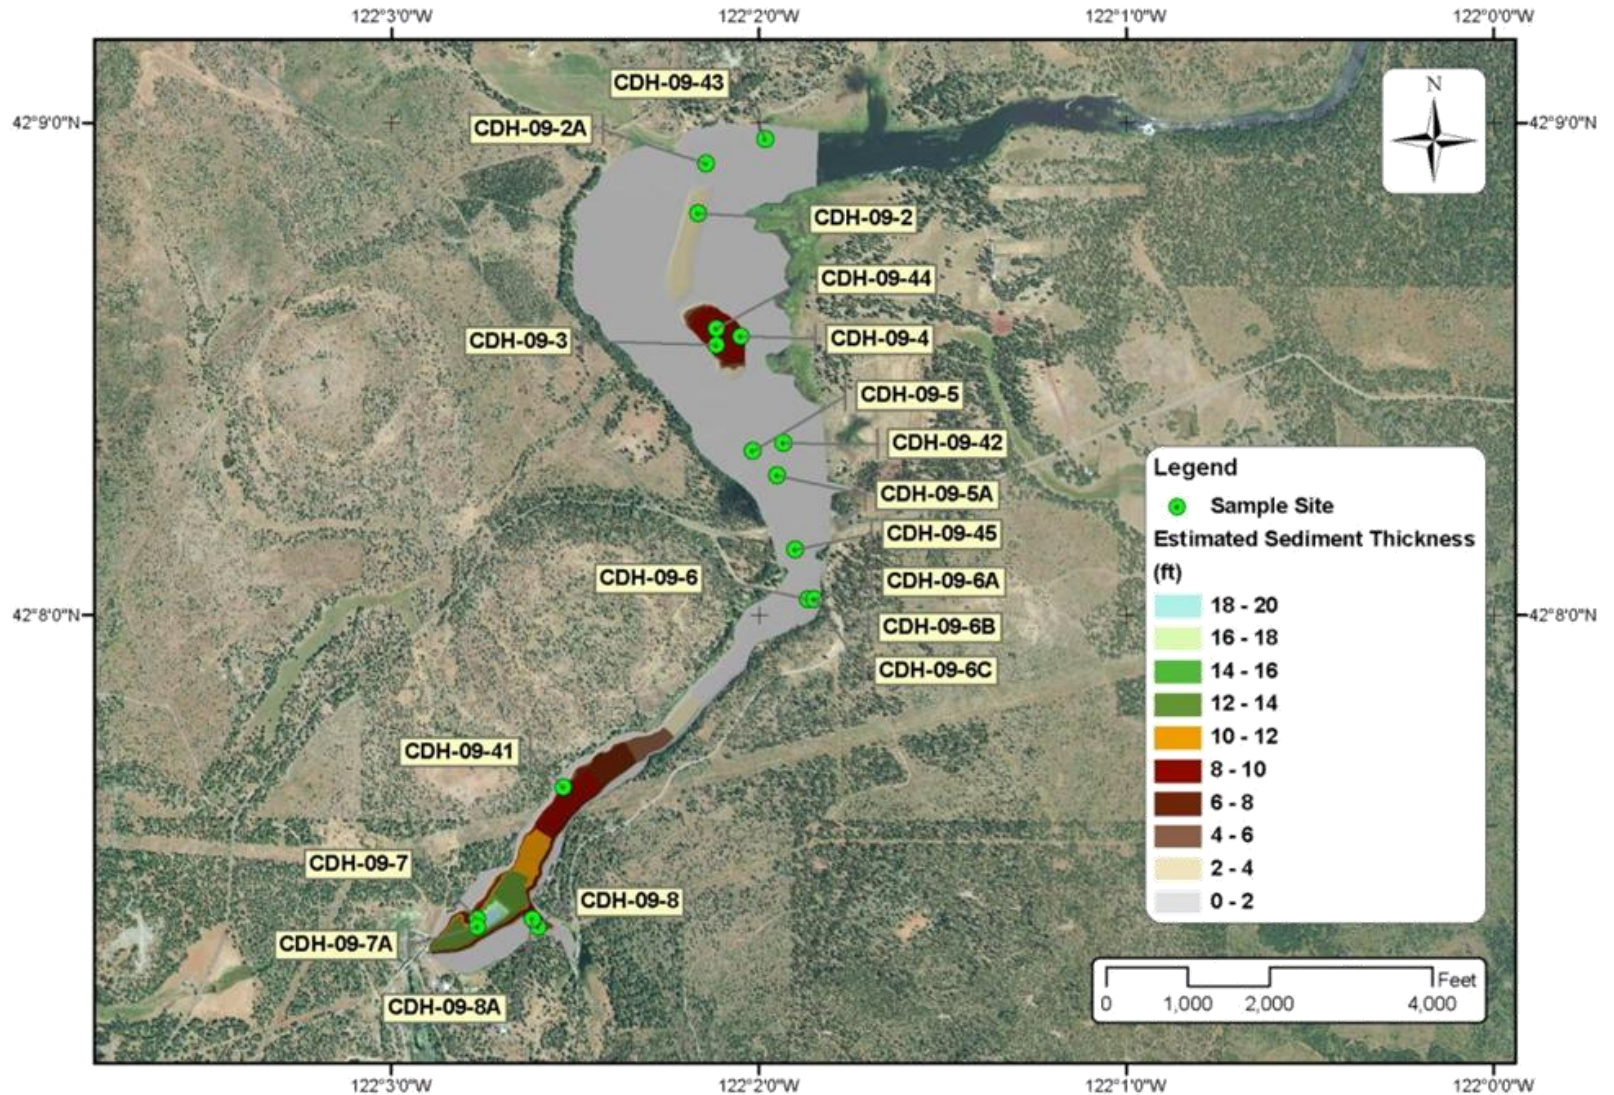 122°3'0"W
122°2'0"W
122°1'0"W
122°0'0"W
42°9'0"N
42°9'0"N
N
CDH-09-43
CDH-09-2A
CDH-09-2
CDH-09-44
CDH-09-3
CDH-09-4
CDH-09-5
CDH-09-42
CDH-09-5A
CDH-09-45
CDH-09-6
CDH-09-6A
42°8'0"N
42°8'0"N
CDH-09-6B
CDH-09-6C
CDH-09-41
CDH-09-7
CDH-09-8
CDH-09-7A
CDH-09-8A
Legend
Sample Site
Estimated Sediment Thickness
(ft)
18 - 20
16 - 18
14 - 16
12 - 14
10 - 12
8 - 10
6 - 8
4 - 6
2 - 4
0 - 2
Feet
0 1,000 2,000 4,000
122°3'0"W
122°2'0"W
122°1'0"W
122°0'0"W